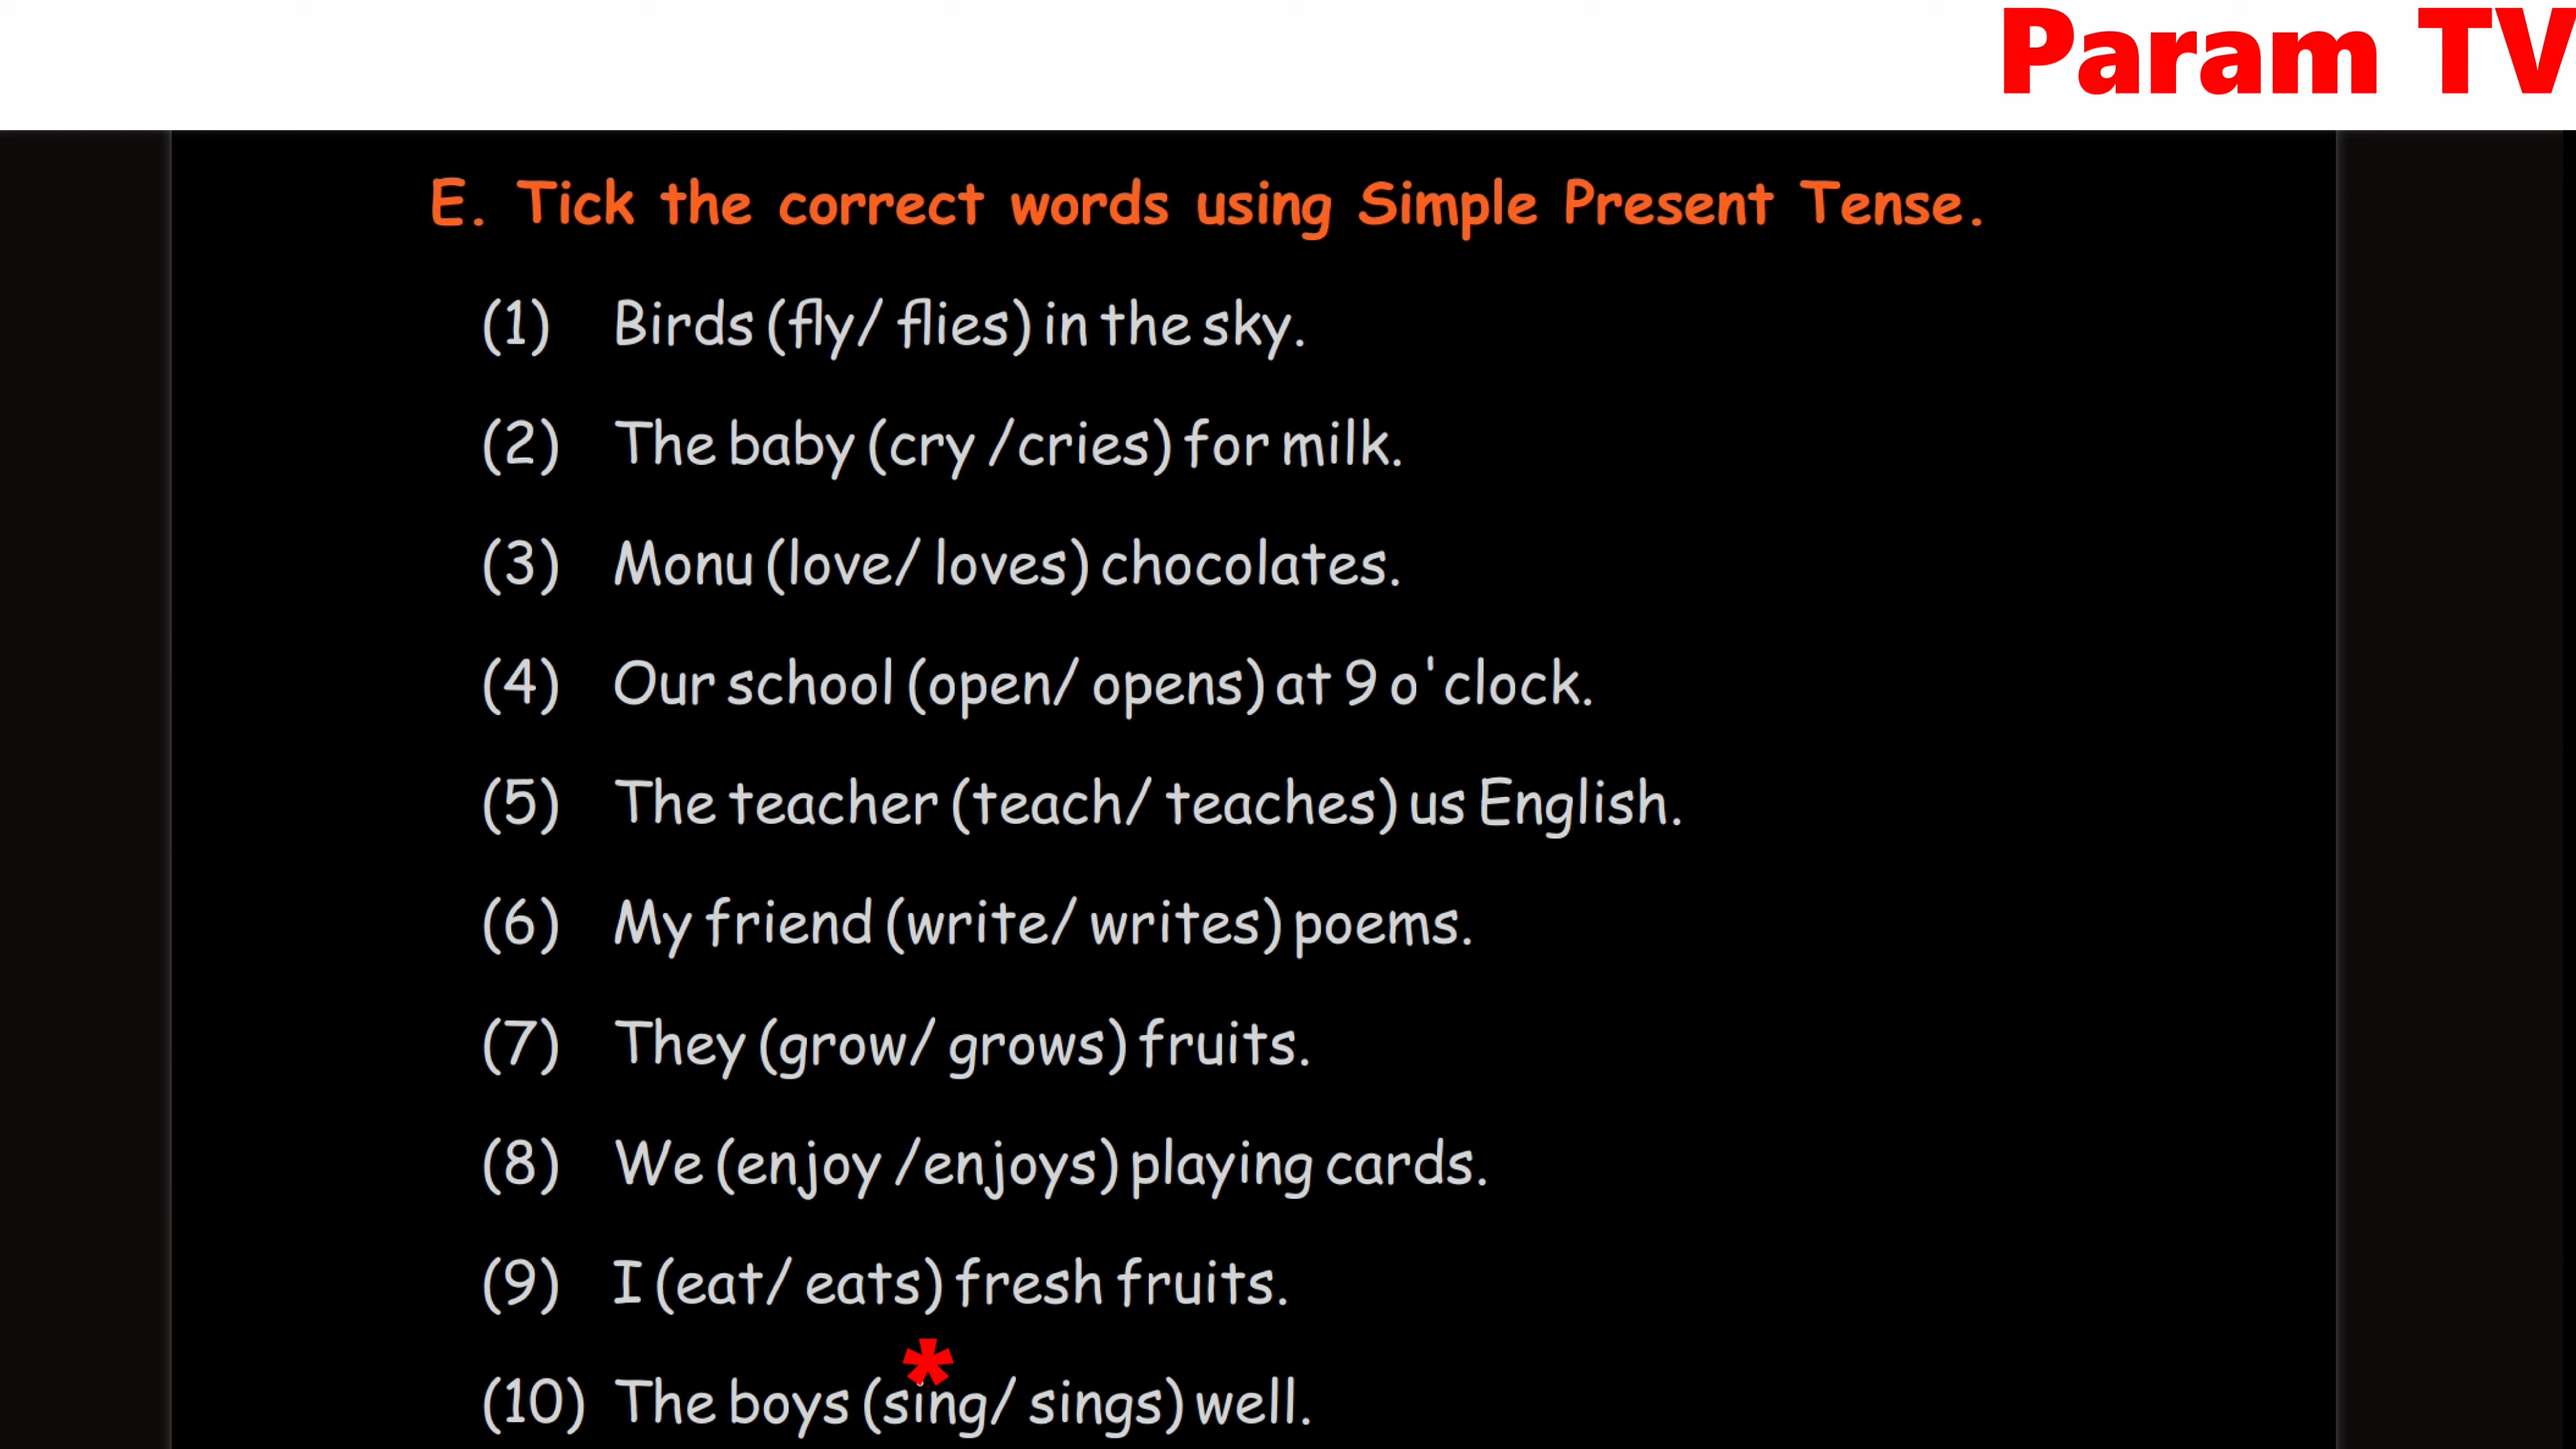 Param TV
E. Tick the correct words using Simple Present Tense.
(1) Birds (fly/ flies) in the sky.
(2) The baby (cry /cries) for milk.
(3) Monu (love/ loves) chocolates.
(4) Our school (open/ opens) at 9 o'clock.
(5) The teacher (teach/ teaches) us English.
(6) My friend (write/ writes) poems.
(7) They (grow/ grows) fruits.
(8) We (enjoy /enjoys) playing cards.
(9) I (eat/ eats) fresh fruits.
*
(10) The boys (sing/ sings) well.